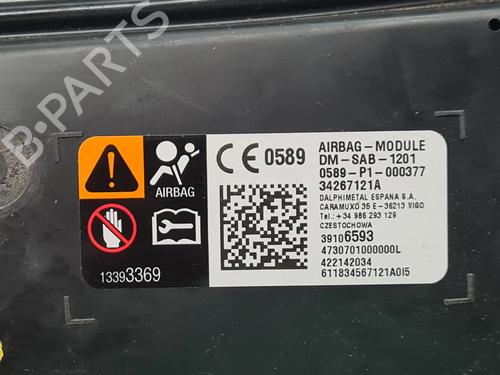 B-PARTS
AIRBAG
13393369
CE 0589
AIRBAG-MODULE
DM-SAB-1201
0589-P1-000377
34267121A
DALPHIMETAL ESPANA S.A.
CARAMUXO 35 E-36213 VIGO
Tel.: +34 986 293 129
CZESTOCHOWA
39106593
4730701000000L
422142034
611834567121A0I5